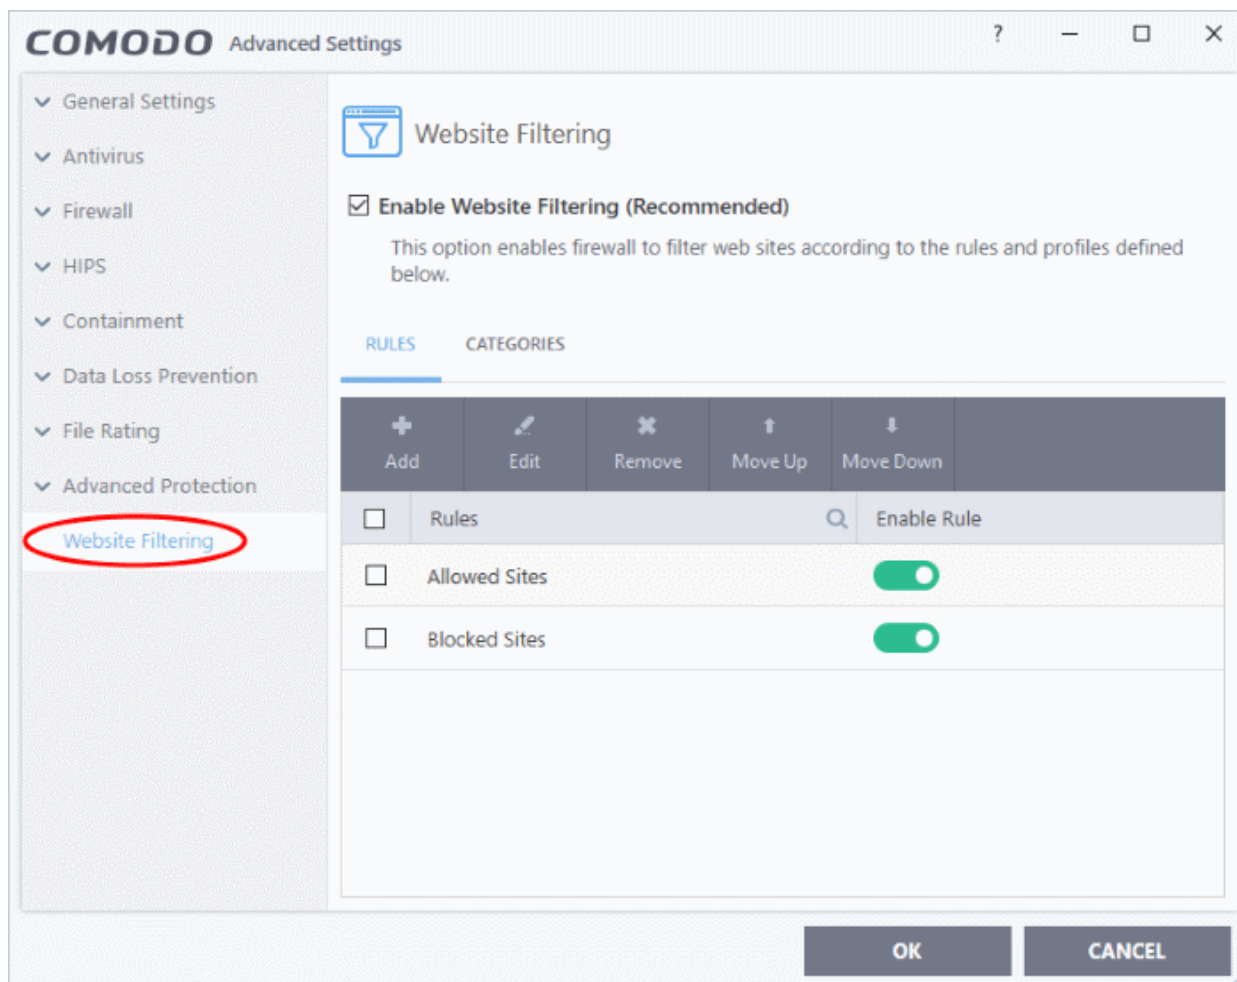 COMODO Advanced Settings ?
General Settings
Antivirus
Firewall
HIPS
Containment
Data Loss Prevention
File Rating
Advanced Protection
Website Filtering
Website Filtering
Enable Website Filtering (Recommended)
This option enables firewall to filter web sites according to the rules and profiles defined
below.
RULES CATEGORIES
Add Edit Remove Move Up Move Down
Rules Enable Rule
Allowed Sites
Blocked Sites
OK CANCEL